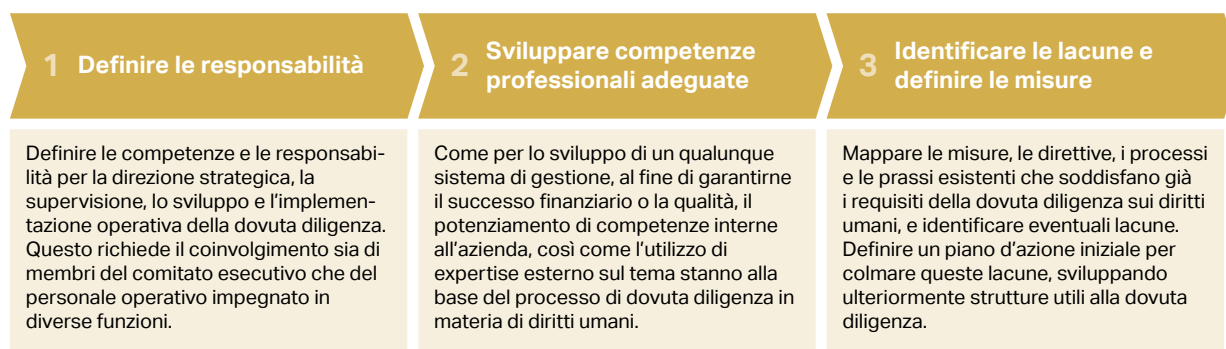 1 Definire le responsabilità
Definire le competenze e le responsabi-
lità per la direzione strategica, la
supervisione, lo sviluppo e l'implemen-
tazione operativa della dovuta diligenza.
Questo richiede il coinvolgimento sia di
membri del comitato esecutivo che del
personale operativo impegnato in
diverse funzioni.
2 Sviluppare competenze
professionali adeguate
Come per lo sviluppo di un qualunque
sistema di gestione, al fine di garantirne
il successo finanziario o la qualità, il
potenziamento di competenze interne
all'azienda, così come l'utilizzo di
expertise esterno sul tema stanno alla
base del processo di dovuta diligenza in
materia di diritti umani.
3 Identificare le lacune e
definire le misure
Mappare le misure, le direttive, i processi
e le prassi esistenti che soddisfano già
i requisiti della dovuta diligenza sui diritti
umani, e identificare eventuali lacune.
Definire un piano d'azione iniziale per
colmare queste lacune, sviluppando
ulteriormente strutture utili alla dovuta
diligenza.